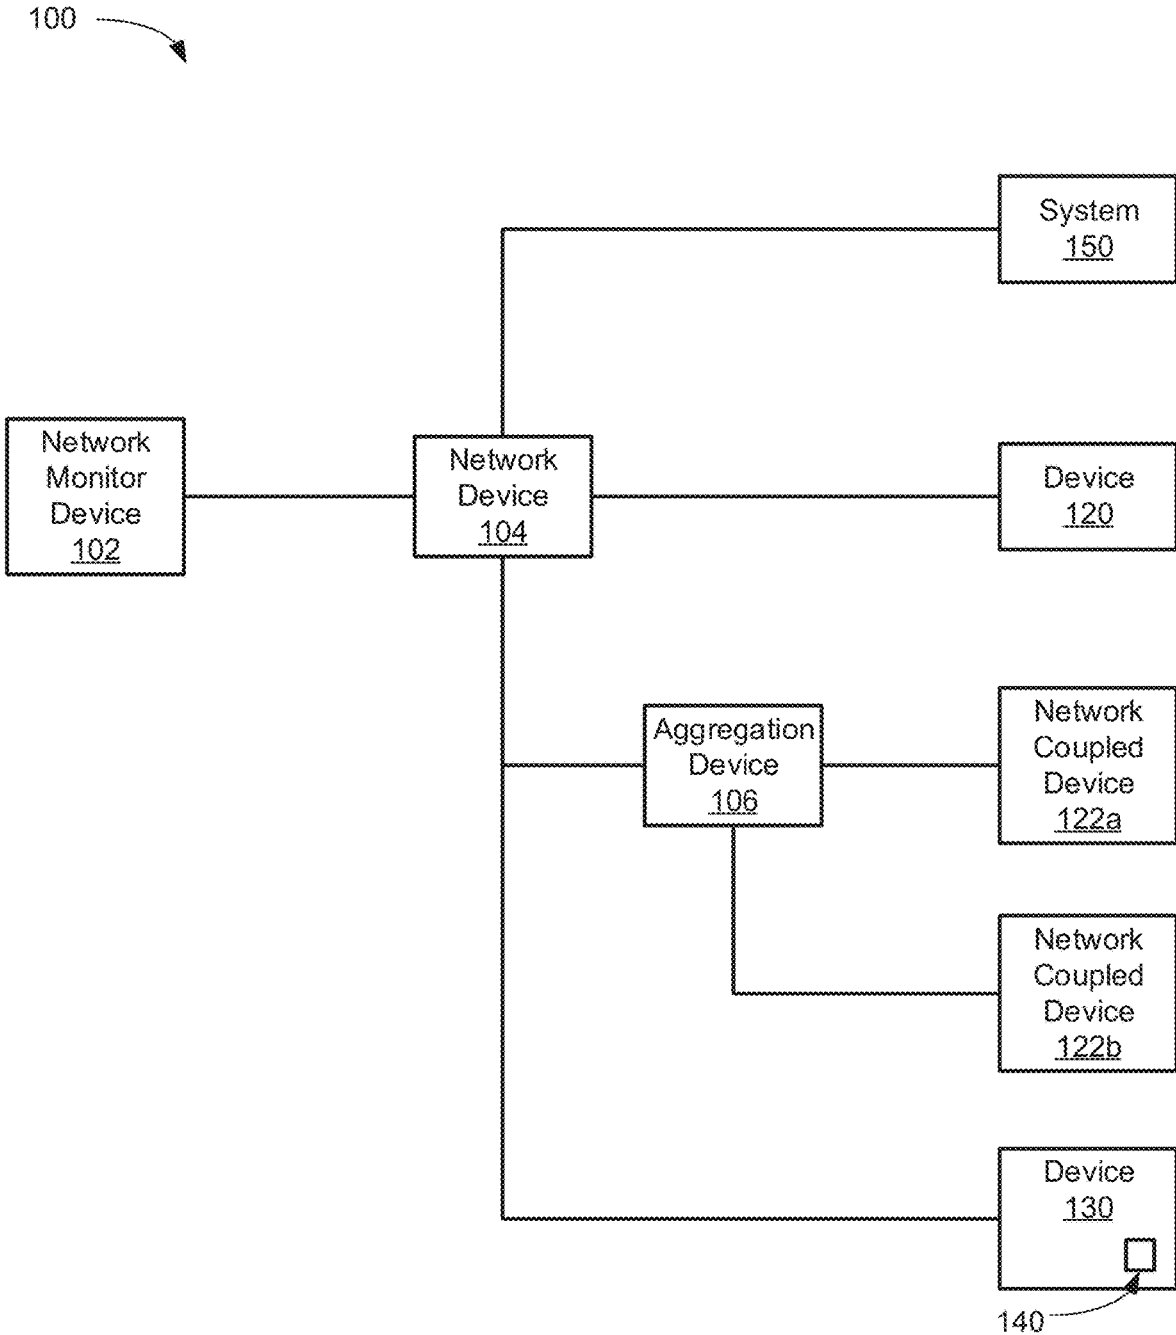 100
System
150
Network
Monitor
Device
102
Network
Device
104
Device
120
Aggregation
Device
106
Network
Coupled
Device
122a
Network
Coupled
Device
122b
Device
130
140